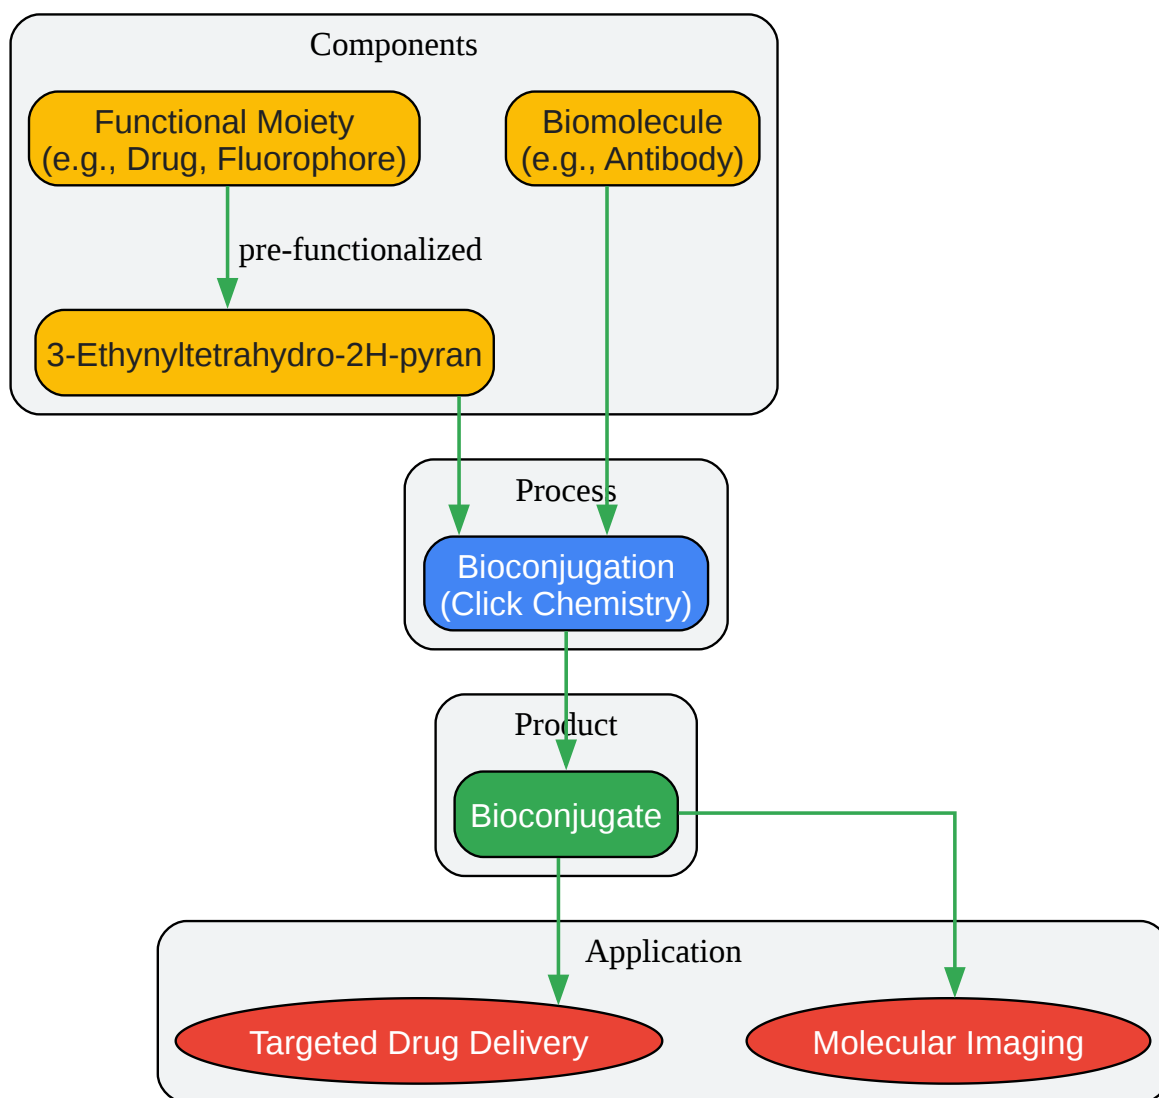 Components
Functional Moiety
(e.g., Drug, Fluorophore)
Biomolecule
(e.g., Antibody)
pre-functionalized
3-Ethynyltetrahydro-2H-pyran
Process
Bioconjugation
(Click Chemistry)
Product
Bioconjugate
Application
Targeted Drug Delivery
Molecular Imaging